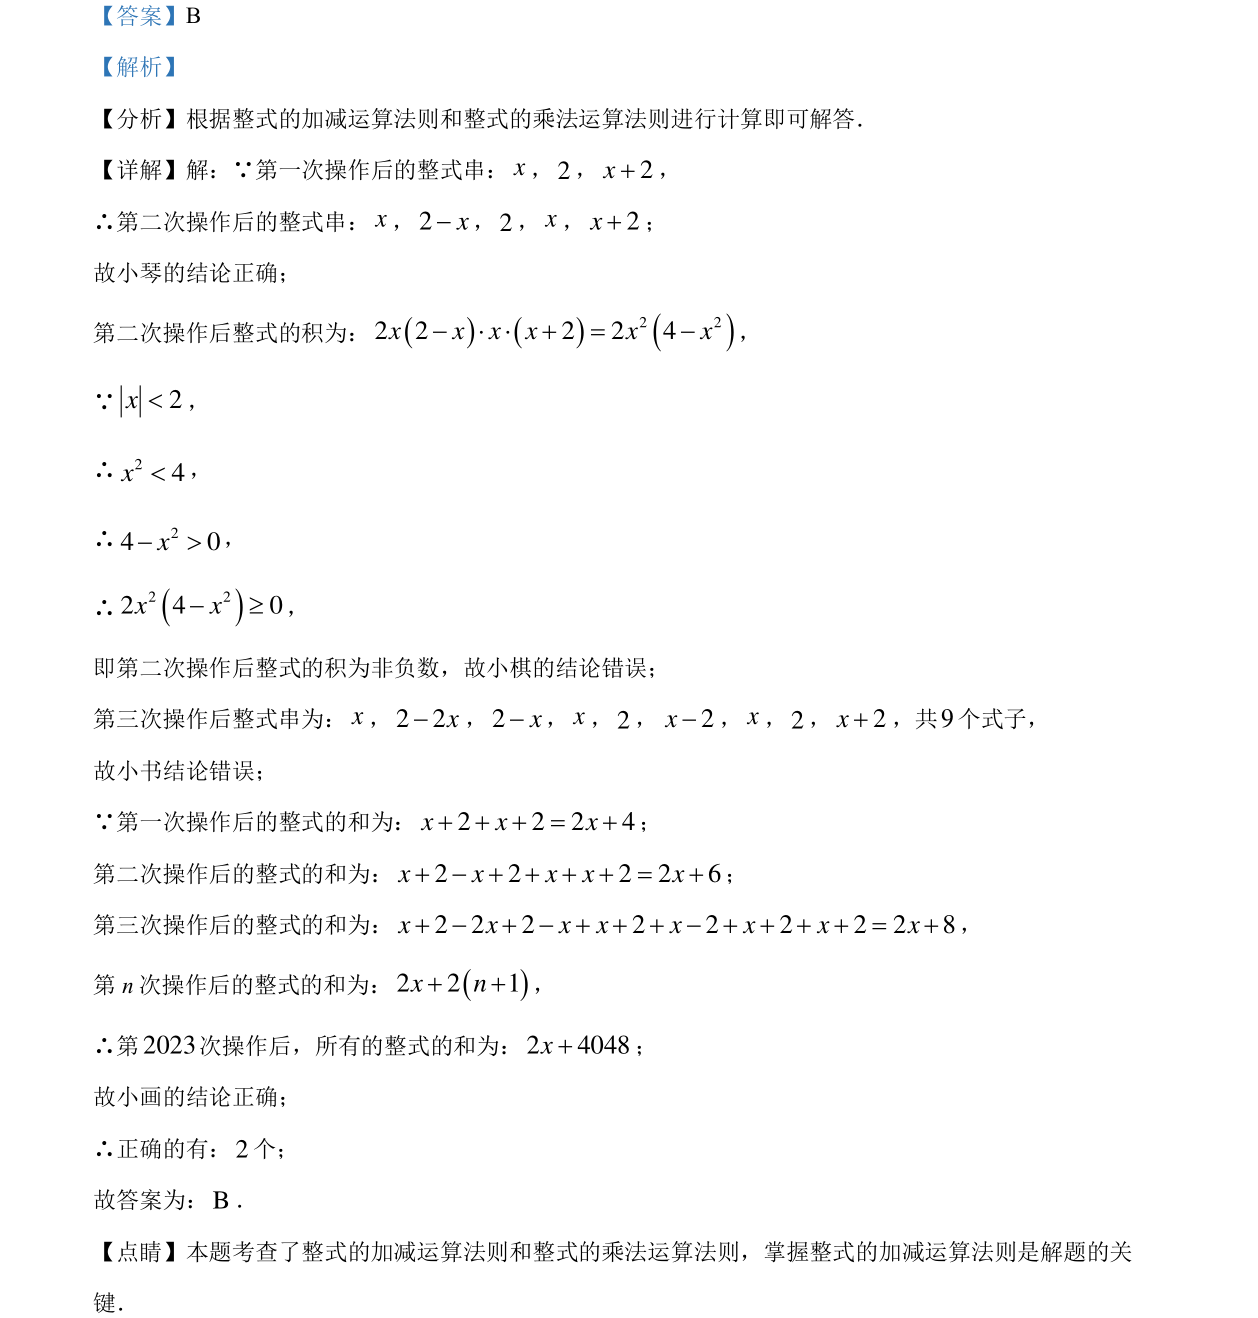 【答案】B
【解析】
【分析】根据整式的加减运算法则和整式的乘法运算法则进行计算即可解答．
【详解】解：∵第一次操作后的整式串：x，2，x+2，
∴第二次操作后的整式串：x，2−x，2，x，x+2；
故小琴的结论正确；
第二次操作后整式的积为：2x(2−x)·x·(x+2)=2x²(4−x²)，
∵|x|<2，
∴x²<4，
∴4−x²>0，
∴2x²(4−x²)≥0，
即第二次操作后整式的积为非负数，故小棋的结论错误；
第三次操作后整式串为：x，2−2x，2−x，x，2，x−2，x，2，x+2，共9个式子，
故小书结论错误；
∵第一次操作后的整式的和为：x+2+x+2=2x+4；
第二次操作后的整式的和为：x+2−x+2+x+x+2=2x+6；
第三次操作后的整式的和为：x+2−2x+2−x+x+2+x−2+x+2+x+2=2x+8，
第n次操作后的整式的和为：2x+2(n+1)，
∴第2023次操作后，所有的整式的和为：2x+4048；
故小画的结论正确；
∴正确的有：2个；
故答案为：B．
【点睛】本题考查了整式的加减运算法则和整式的乘法运算法则，掌握整式的加减运算法则是解题的关
键．